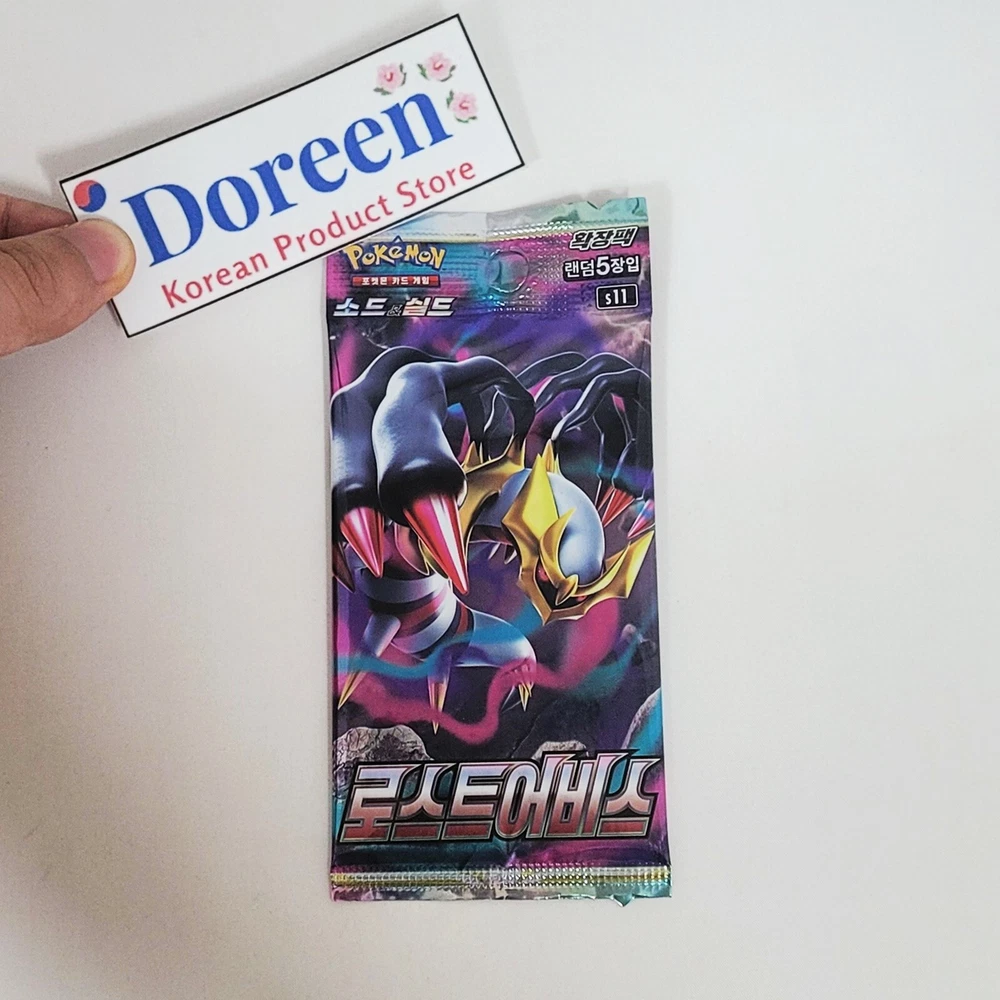 Doreen
Korean Product Store
POKéMON
포켓몬 카드 게임
소드&실드
확장팩
랜덤5장입
s11
로스트어비스